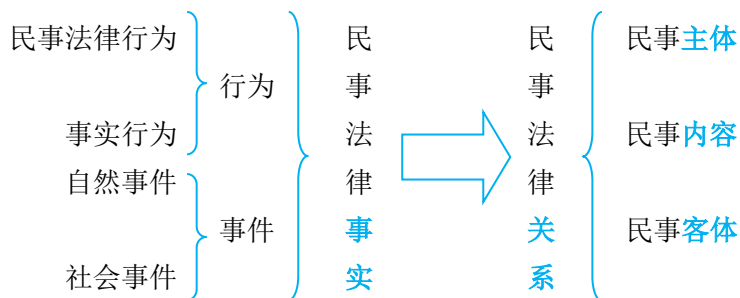 民事法律行为
事实行为
自然事件
社会事件
行为
事件
民事法律事实
民事法律关系
民事主体
民事内容
民事客体